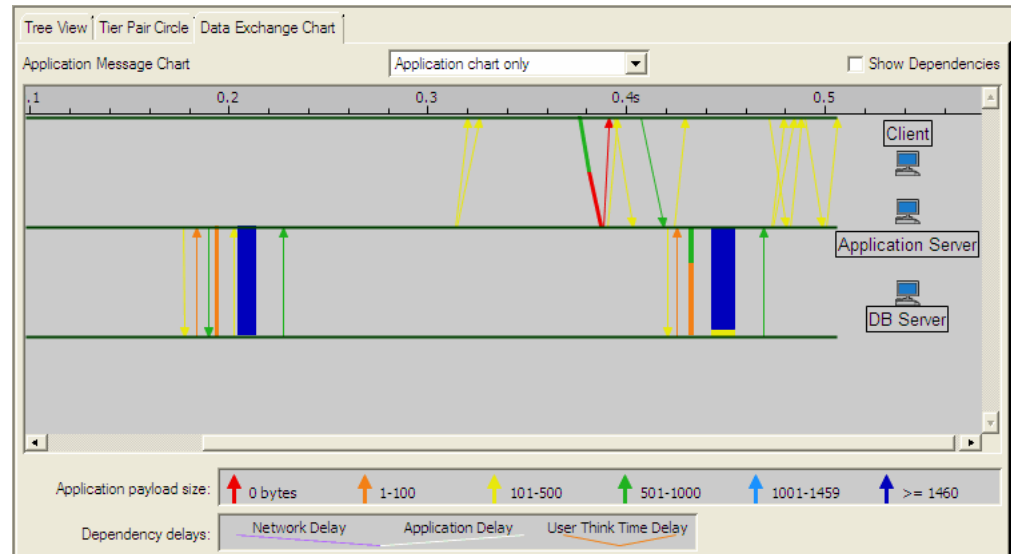 Tree View Tier Pair Circle Data Exchange Chart
Application Message Chart Application chart only Show Dependencies
.1 0.2 0.3 0.4s 0.5
Client
Application Server
DB Server
Application payload size: 0 bytes 1-100 101-500 501-1000 1001-1459 >= 1460
Dependency delays: Network Delay Application Delay User Think Time Delay